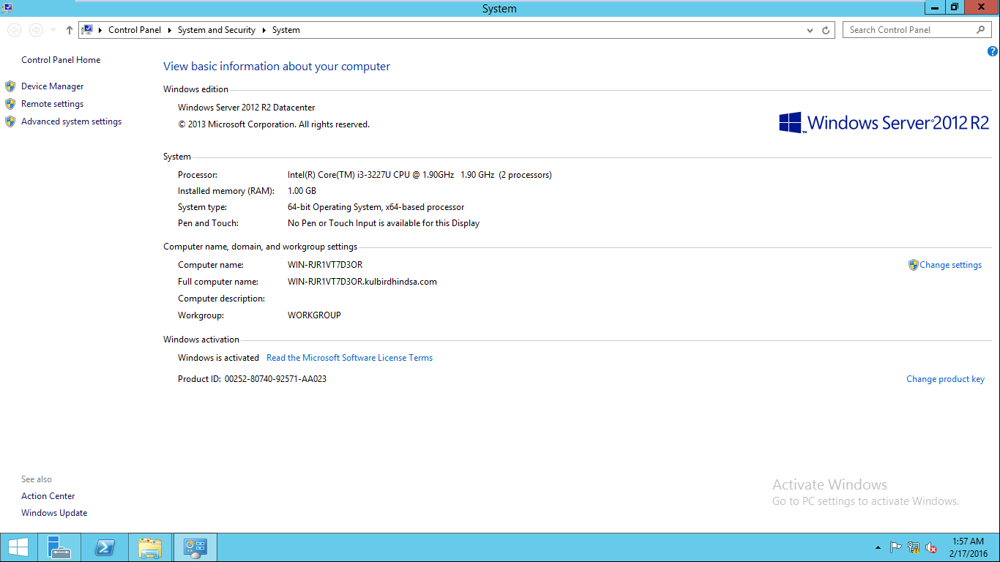 System
Control Panel System and Security System
Search Control Panel
Control Panel Home
Device Manager
Remote settings
Advanced system settings
View basic information about your computer
Windows edition
Windows Server 2012 R2 Datacenter
© 2013 Microsoft Corporation. All rights reserved.
Windows Server® 2012 R2
System
Processor: Intel(R) Core(TM) i3-3227U CPU @ 1.90GHz 1.90 GHz (2 processors)
Installed memory (RAM): 1.00 GB
System type: 64-bit Operating System, x64-based processor
Pen and Touch: No Pen or Touch Input is available for this Display
Computer name, domain, and workgroup settings
Computer name: WIN-RJR1VT7D3OR
Change settings
Full computer name: WIN-RJR1VT7D3OR.kulbirdhindsa.com
Computer description:
Workgroup: WORKGROUP
Windows activation
Windows is activated Read the Microsoft Software License Terms
Product ID: 00252-80740-92571-AA023
Change product key
See also
Action Center
Windows Update
Activate Windows
Go to PC settings to activate Windows.
1:57 AM
2/17/2016